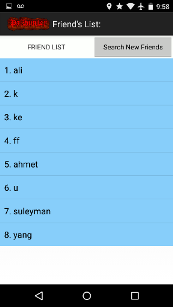 9:58
Friend's List:
FRIEND LIST
Search New Friends
1. ali
2. k
3. ke
4. ff
5. ahmet
6. u
7. suleyman
8. yang